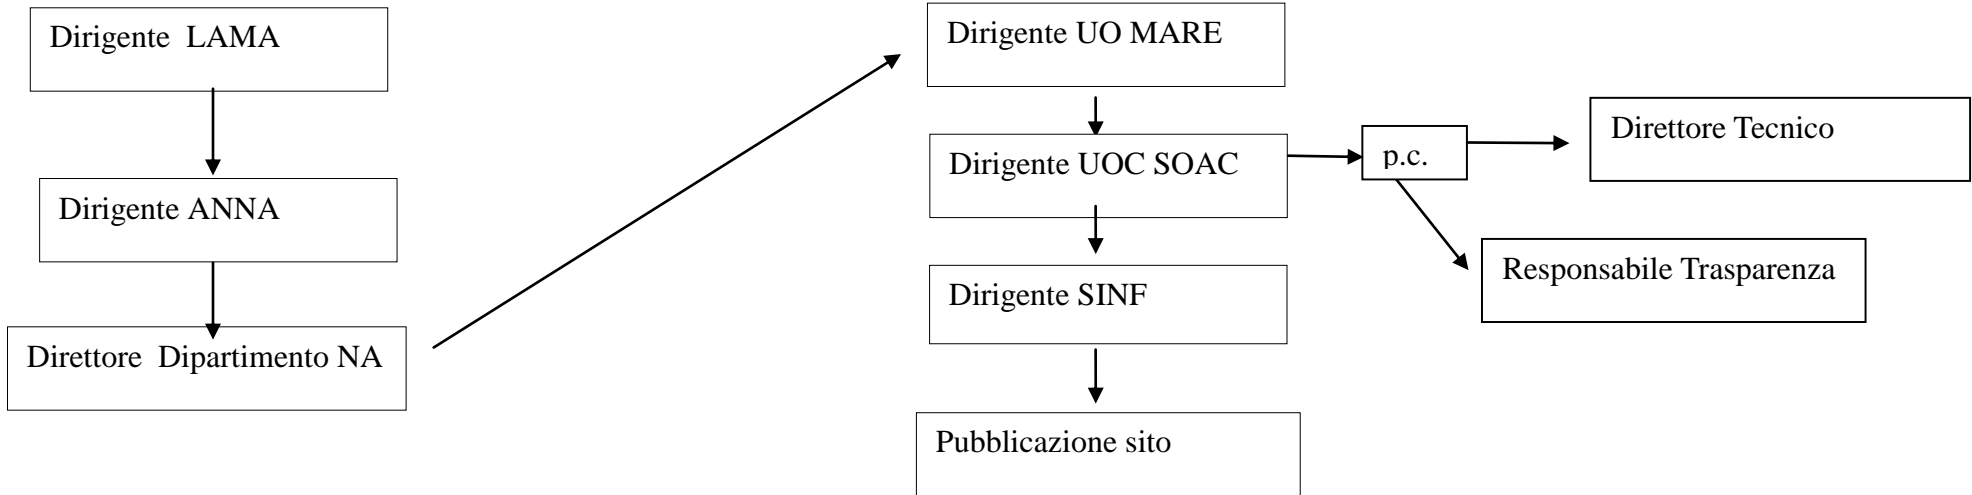 Dirigente LAMA
Dirigente ANNA
Direttore Dipartimento NA
Dirigente UO MARE
Dirigente UOC SOAC
p.c.
Direttore Tecnico
Responsabile Trasparenza
Dirigente SINF
Pubblicazione sito